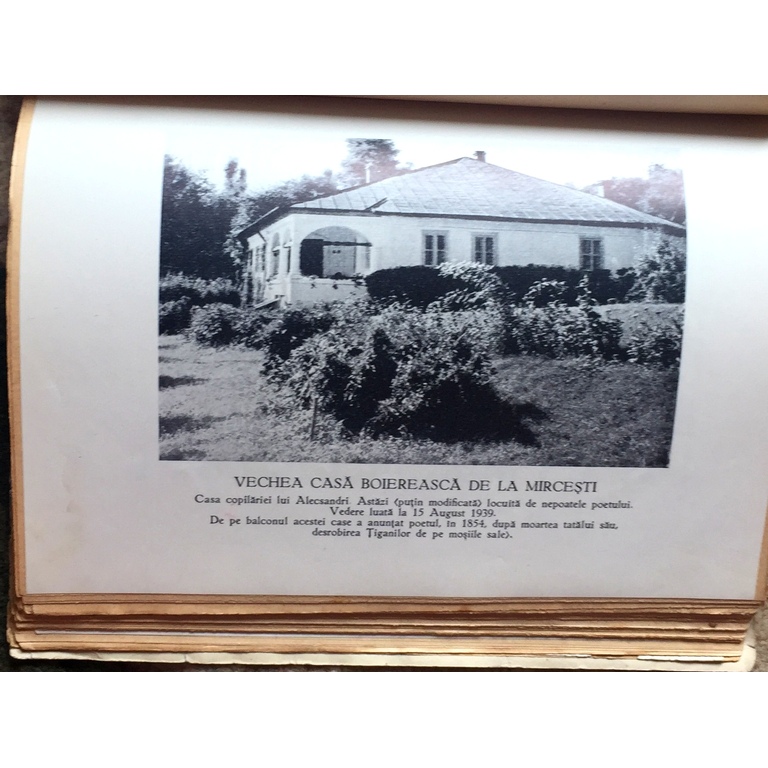 VECHEA CASĂ BOIEREASCĂ DE LA MIRCEȘTI
Casa copilăriei lui Alecsandri. Astăzi (puțin modificată) locuită de nepoatele poetului.
Vedere luată la 15 August 1939.
De pe balconul acestei case a anunțat poetul, în 1854, după moartea tatălui său,
desrobirea Țiganilor de pe moșiile sale).